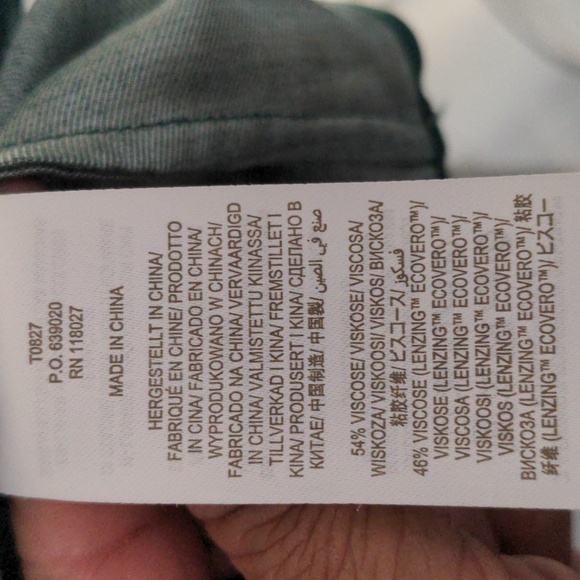 T0827
P.O. 639020
RN 118027
MADE IN CHINA
HERGESTELLT IN CHINA/
FABRIQUÉ EN CHINE/ PRODOTTO
IN CINA/ FABRICADO EN CHINA/
WYPRODUKOWANO W CHINACH/
FABRICADO NA CHINA/ VERVAARDIGD
IN CHINA/ VALMISTETTU KIINASSA/
TILLVERKAD I KINA/ FREMSTILLET I
KINA/ PRODUSERT I KINA/ СДЕЛАНО В
КИТАЕ/ 中国制造/ 中国製/ صنع في الصين
54% VISCOSE/ VISKOSE/ VISCOSA/
WISKOZA/ VISKOOSI/ VISKOS/ ВИСКОЗА/
粘胶纤维/ ビスコース/ فسكوز
46% VISCOSE (LENZING™ ECOVERO™)/
VISKOSE (LENZING™ ECOVERO™)/
VISCOSA (LENZING™ ECOVERO™)/
VISKOOSI (LENZING™ ECOVERO™)/
VISKOS (LENZING™ ECOVERO™)/
ВИСКОЗА (LENZING™ ECOVERO™)/ 粘胶
纤维 (LENZING™ ECOVERO™)/ ビスコー